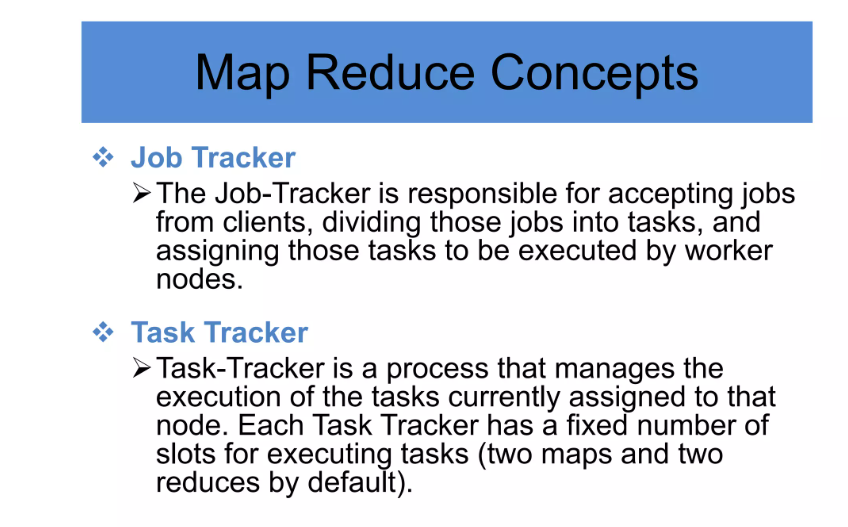 Map Reduce Concepts
❖ Job Tracker
➢The Job-Tracker is responsible for accepting jobs
from clients, dividing those jobs into tasks, and
assigning those tasks to be executed by worker
nodes.
❖ Task Tracker
➢Task-Tracker is a process that manages the
execution of the tasks currently assigned to that
node. Each Task Tracker has a fixed number of
slots for executing tasks (two maps and two
reduces by default).